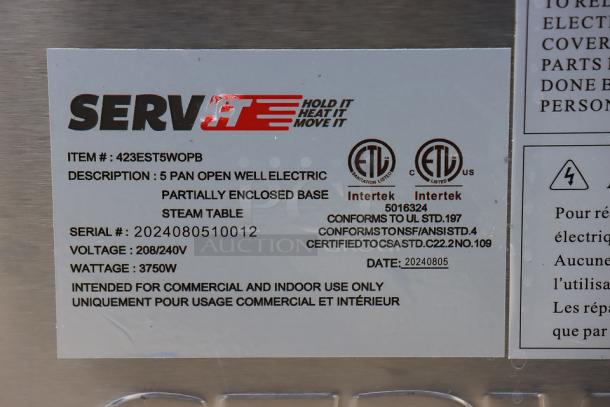 SERVIT
HOLD IT
HEAT IT
MOVE IT
ITEM # : 423EST5WOPB
DESCRIPTION : 5 PAN OPEN WELL ELECTRIC
PARTIALLY ENCLOSED BASE
STEAM TABLE
SERIAL # : 2024080510012
VOLTAGE : 208/240V
WATTAGE : 3750W
INTENDED FOR COMMERCIAL AND INDOOR USE ONLY
UNIQUEMENT POUR USAGE COMMERCIAL ET INTÉRIEUR
ETL
Intertek
C ETL US
Intertek
5016324
CONFORMS TO UL STD.197
CONFORMSTONSF/ANSISTD.4
CERTIFIEDTOCSASTD.C22.2NO.109
DATE: 20240805
TO RED
ELECT
COVER
PARTS
DONE
PERSON
Pour ré
électriq
Aucune
l'utilisa
Les répa
que par